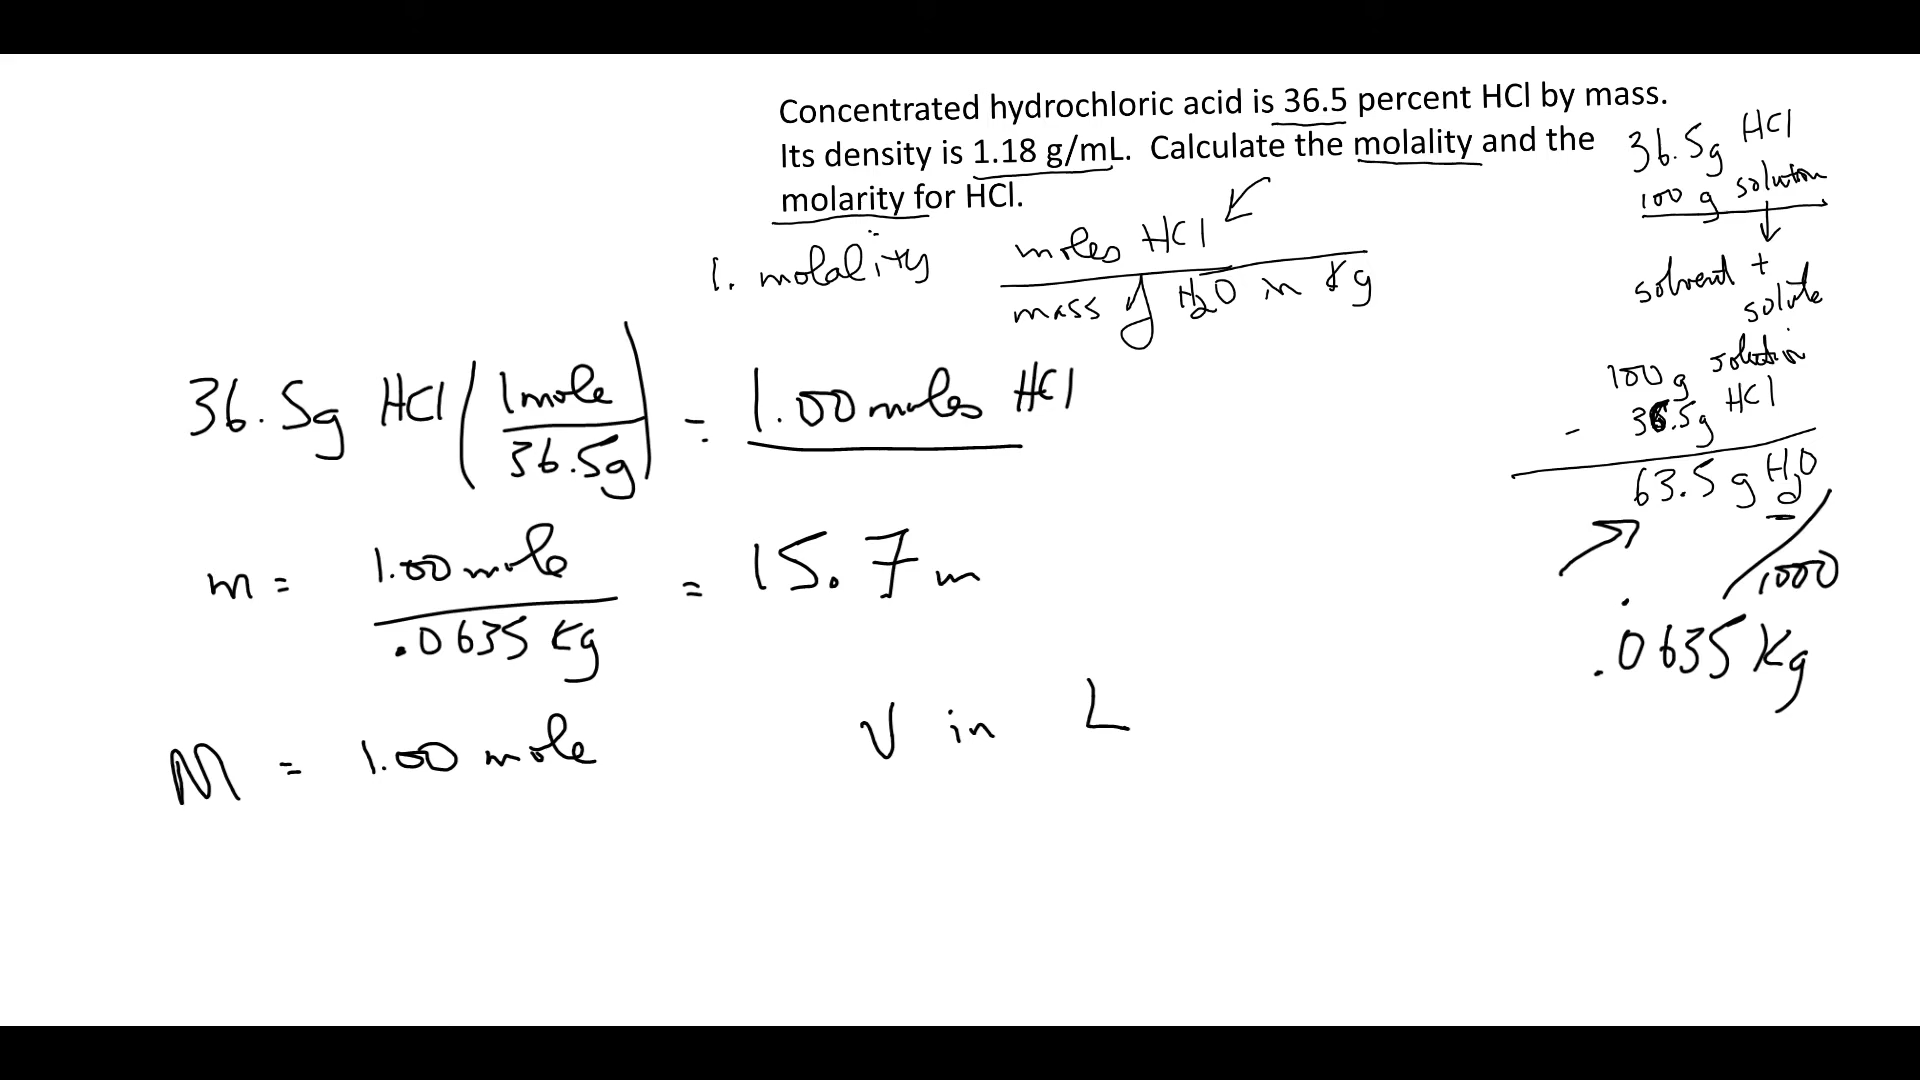 Concentrated hydrochloric acid is 36.5 percent HCl by mass.
Its density is 1.18 g/mL. Calculate the molality and the
molarity for HCl.
36.5g HCl
100 g solution
solvent +
solute
100 g solution
- 36.5g HCl
63.5 g H₂O
/1000
.0635 Kg
1. molality
moles HCl
mass of H₂O in Kg
36.5g HCl (1 mole / 36.5g) = 1.00 moles HCl
m = 1.00 mole / .0635 Kg = 15.7 m
M = 1.00 mole
V in L